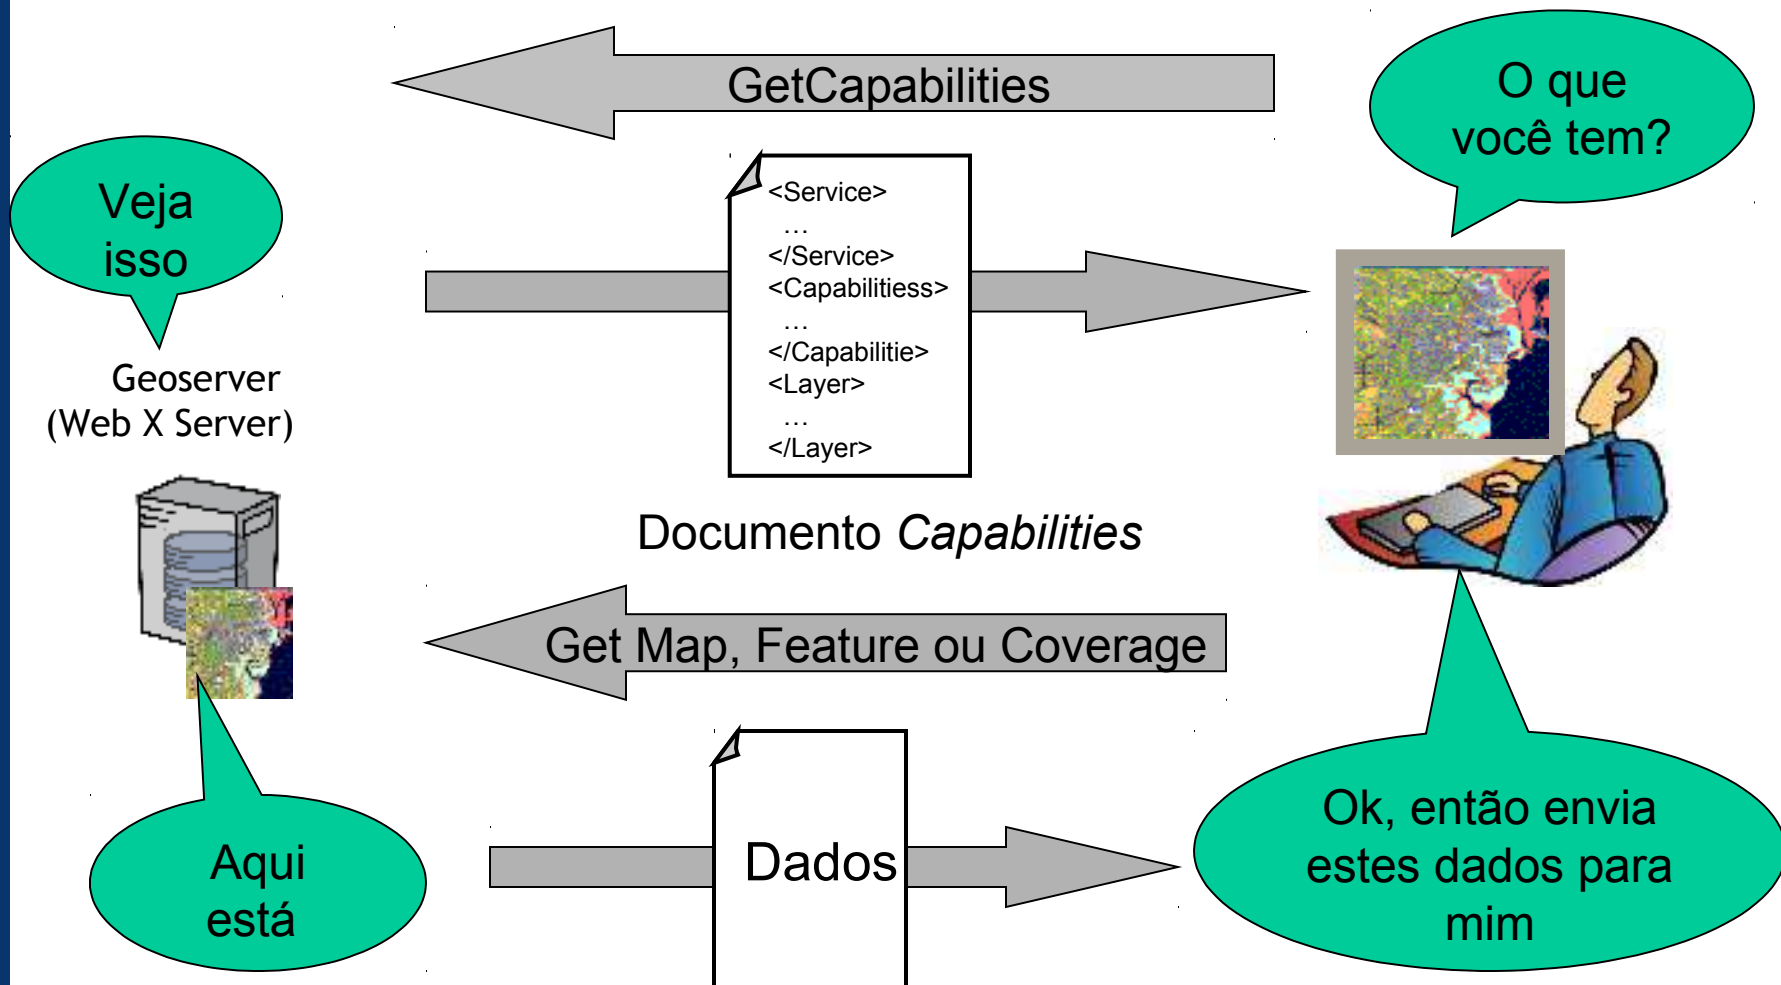 GetCapabilities
O que
você tem?
Veja
isso
<Service>
…
</Service>
<Capabilitiess>
…
</Capabilitie>
<Layer>
…
</Layer>
Geoserver
(Web X Server)
Documento Capabilities
Get Map, Feature ou Coverage
Ok, então envia
estes dados para
mim
Dados
Aqui
está